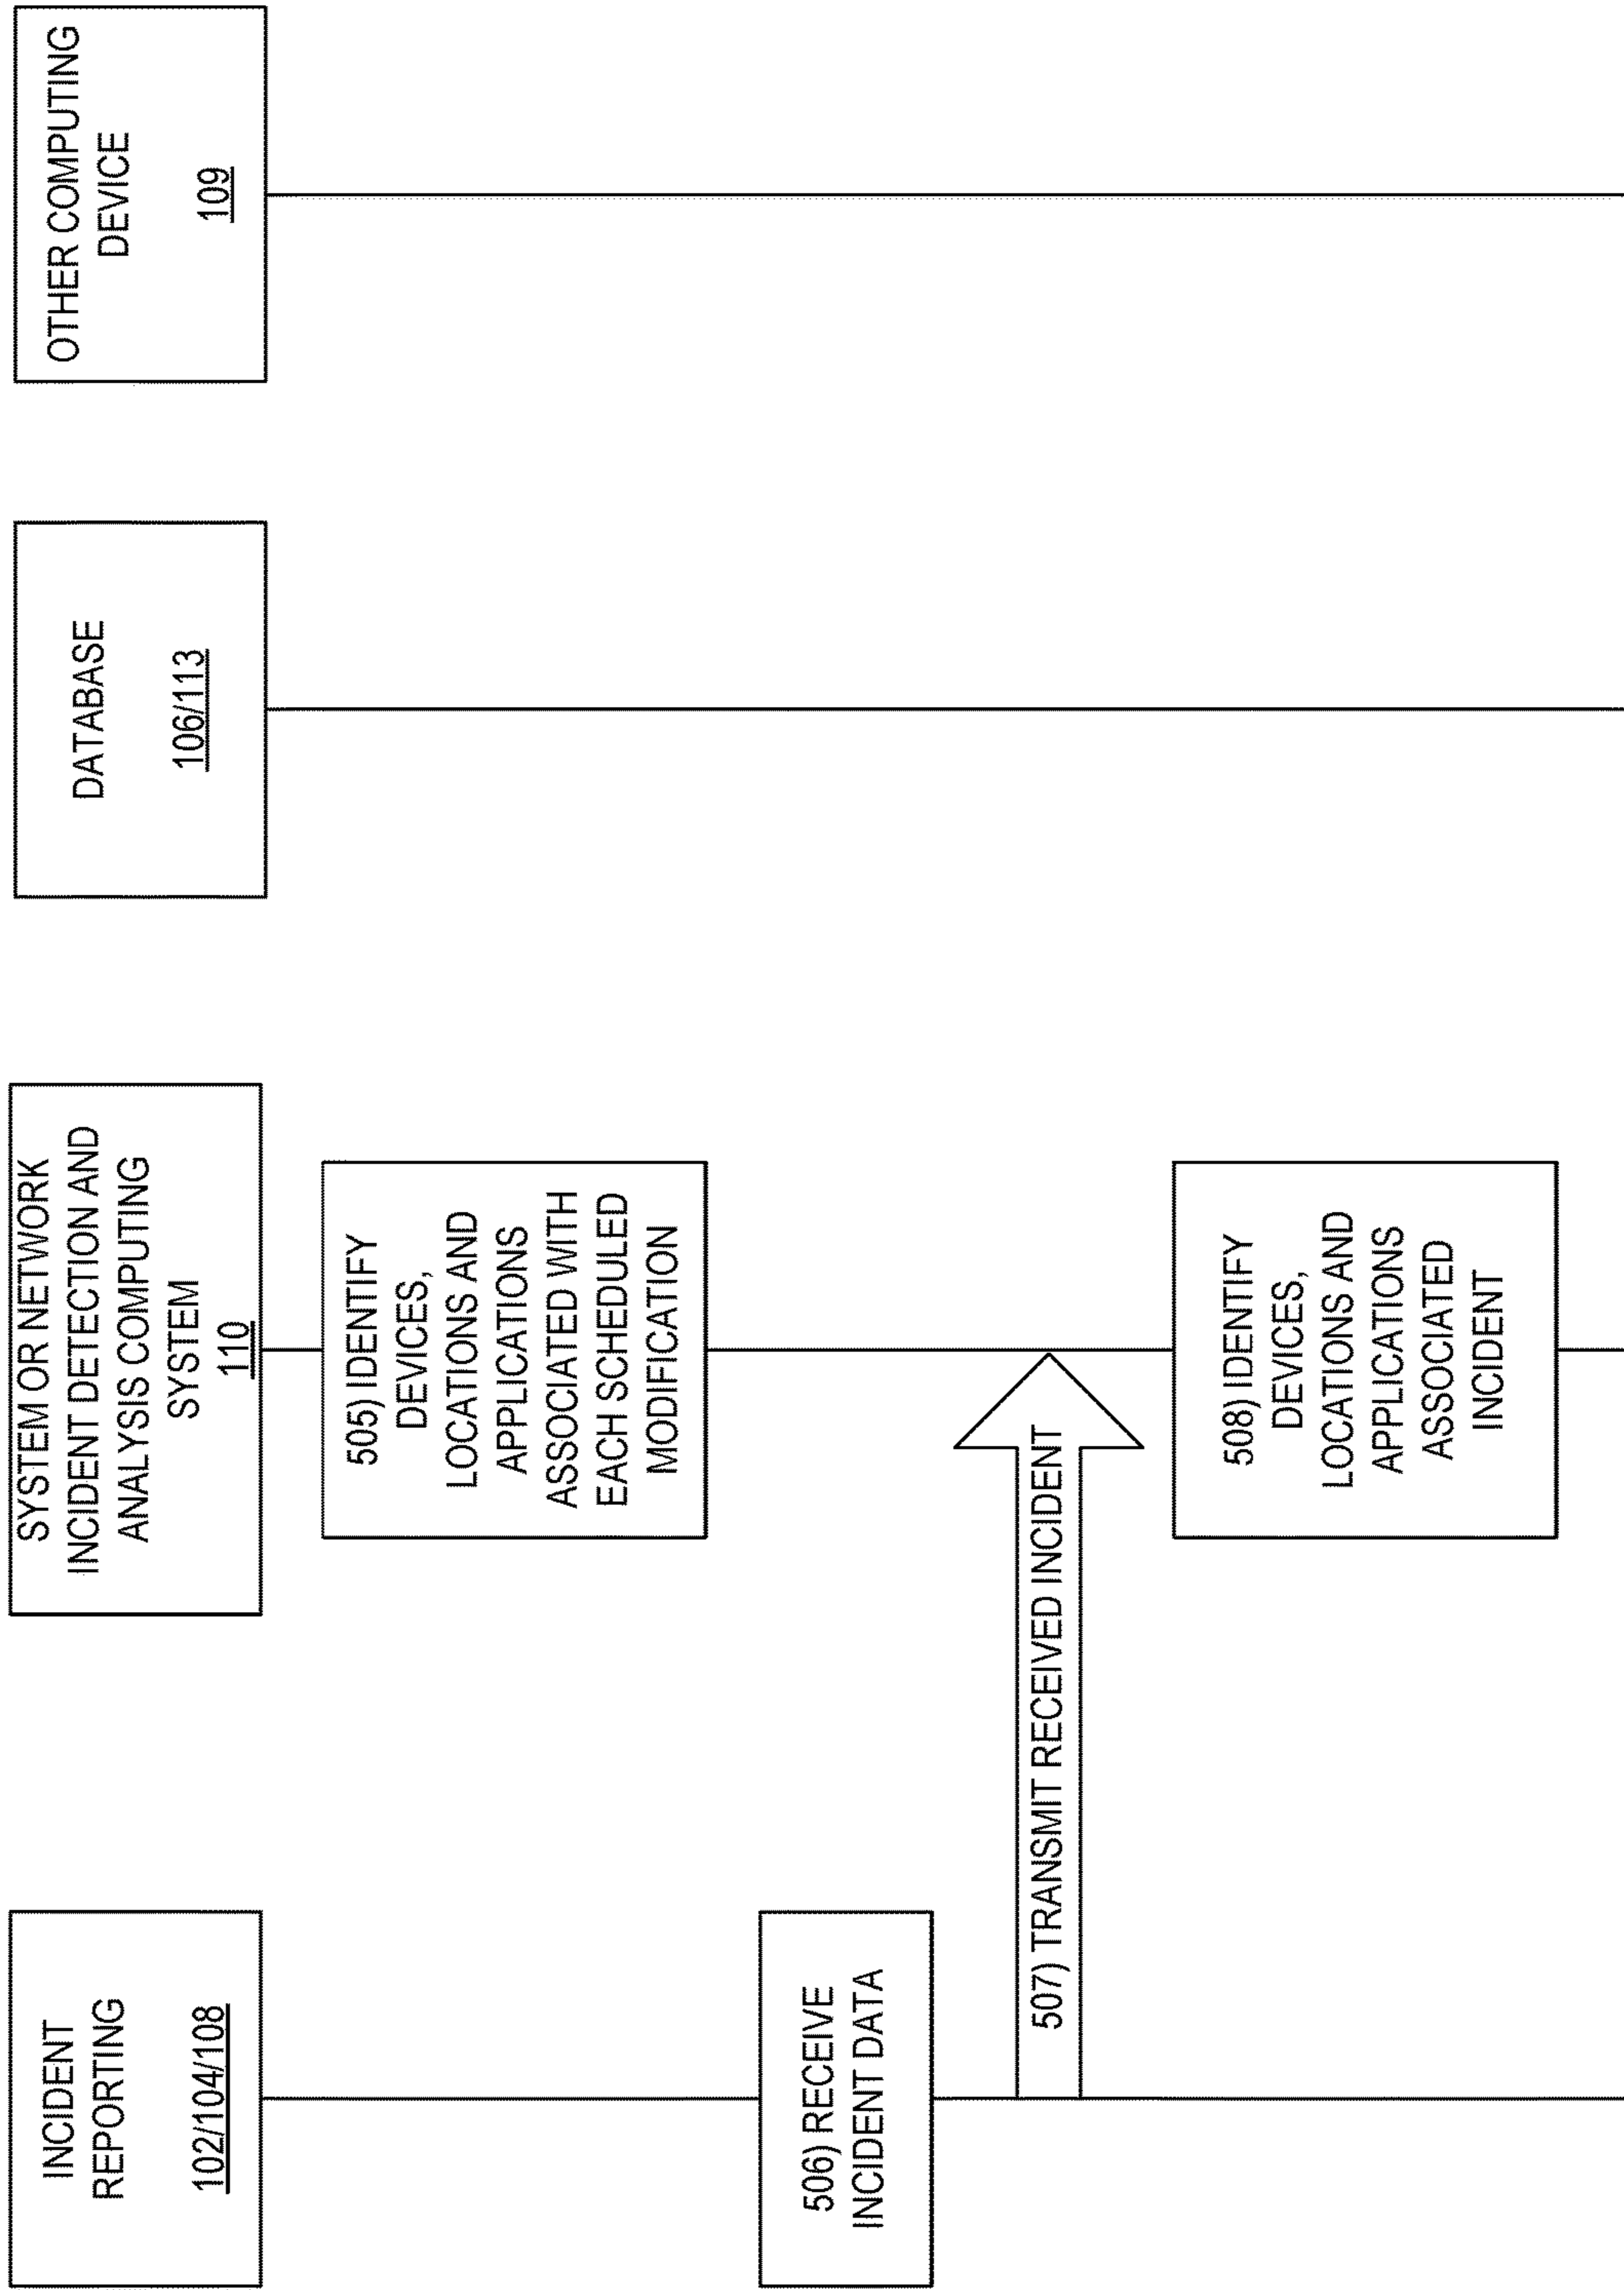 INCIDENT
REPORTING
102/104/108
SYSTEM OR NETWORK
INCIDENT DETECTION AND
ANALYSIS COMPUTING
SYSTEM
110
DATABASE
106/113
OTHER COMPUTING
DEVICE
109
505) IDENTIFY
DEVICES,
LOCATIONS AND
APPLICATIONS
ASSOCIATED WITH
EACH SCHEDULED
MODIFICATION
506) RECEIVE
INCIDENT DATA
507) TRANSMIT RECEIVED INCIDENT
508) IDENTIFY
DEVICES,
LOCATIONS AND
APPLICATIONS
ASSOCIATED
INCIDENT